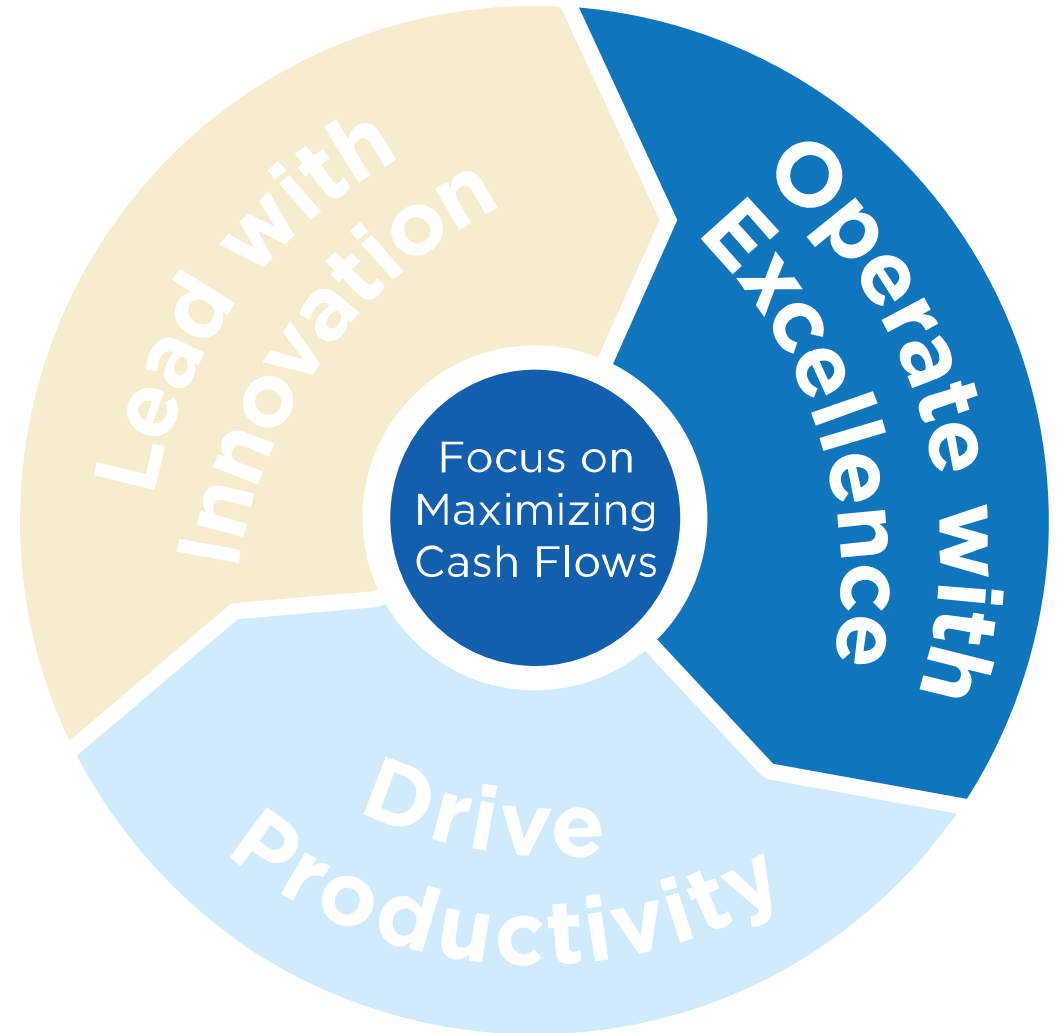 Lead with
Innovation
Operate with
Excellence
Focus on
Maximizing
Cash Flows
Drive
Productivity